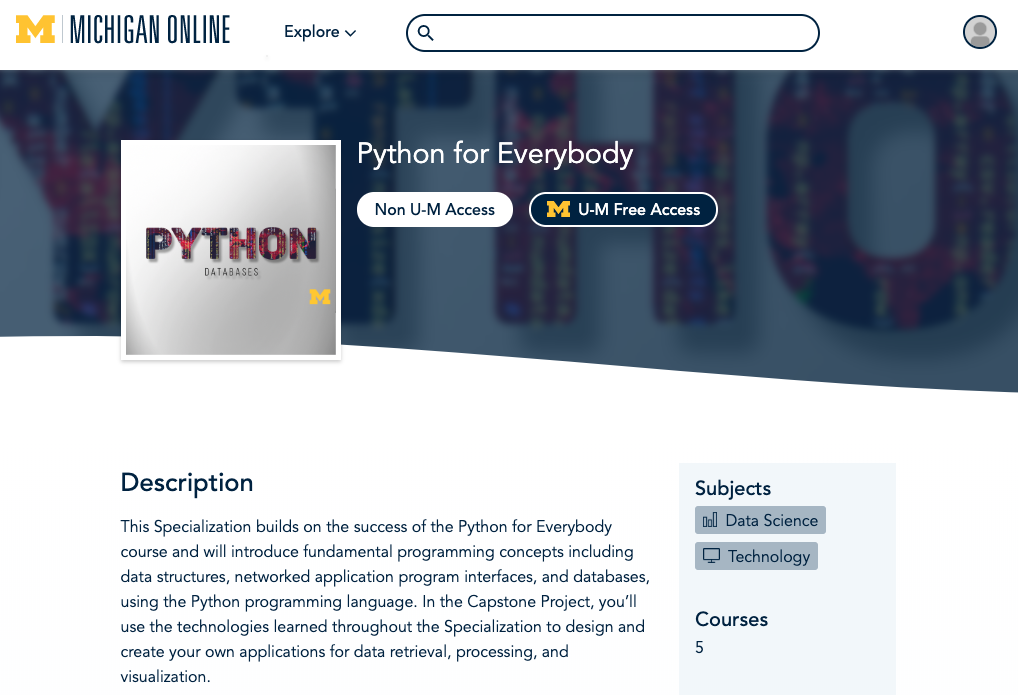 M MICHIGAN ONLINE
Explore
Python for Everybody
Non U-M Access
M U-M Free Access
PYTHON
DATABASES
M
Description
This Specialization builds on the success of the Python for Everybody
course and will introduce fundamental programming concepts including
data structures, networked application program interfaces, and databases,
using the Python programming language. In the Capstone Project, you’ll
use the technologies learned throughout the Specialization to design and
create your own applications for data retrieval, processing, and
visualization.
Subjects
Data Science
Technology
Courses
5